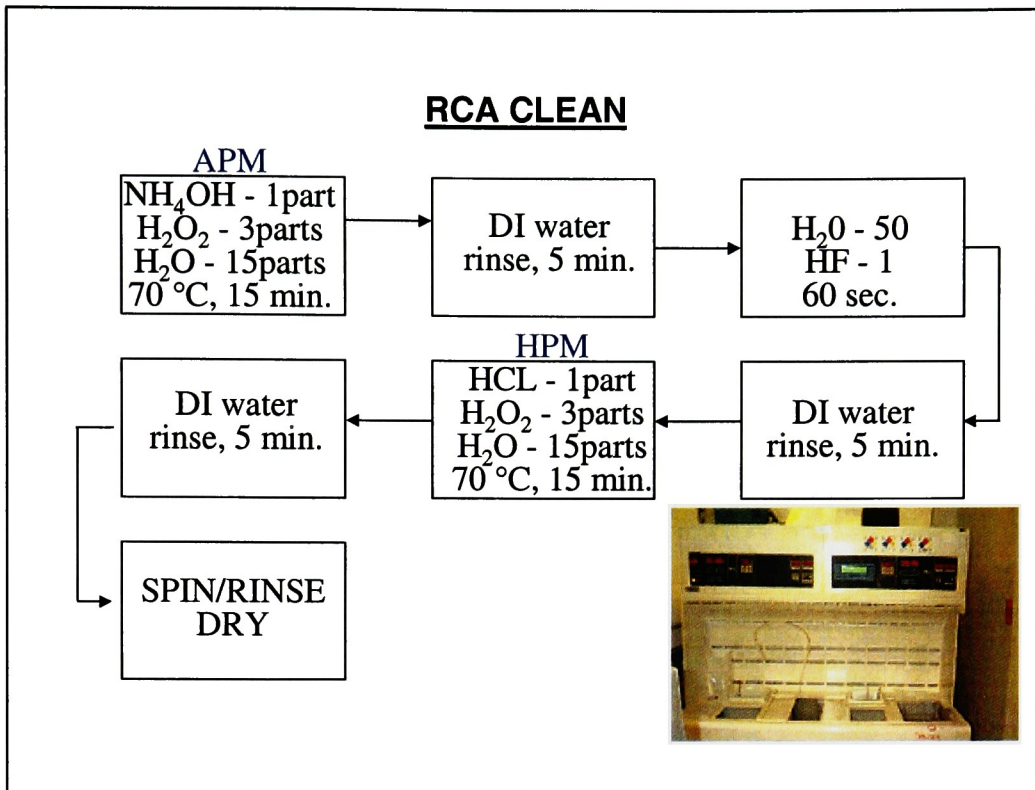 RCA CLEAN
APM
NH₄OH - 1part
H₂O₂ - 3parts
H₂O - 15parts
70 °C, 15 min.
DI water
rinse, 5 min.
H₂0 - 50
HF - 1
60 sec.
DI water
rinse, 5 min.
HPM
HCL - 1part
H₂O₂ - 3parts
H₂O - 15parts
70 °C, 15 min.
DI water
rinse, 5 min.
SPIN/RINSE
DRY